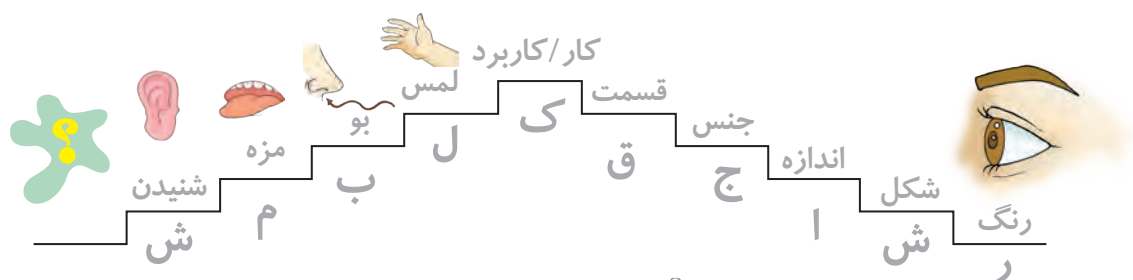 رنگ
ر
شکل
ش
اندازه
ا
جنس
ج
قسمت
ق
کار/کاربرد
ک
لمس
ل
بو
ب
مزه
م
شنیدن
ش
؟